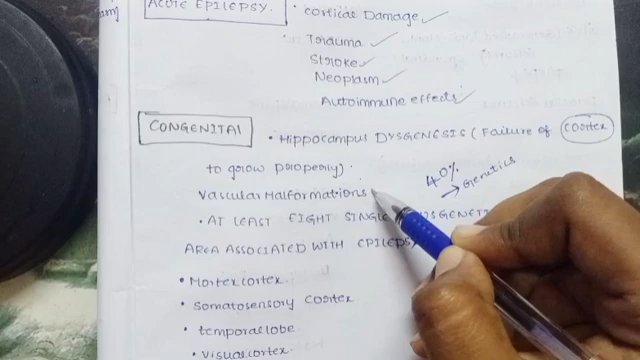 ACUTE EPILEPSY.
• Cortical Damage
• Trauma
Stroke
Neoplasm
Autoimmune effects
CONGENITAl
• Hippocampus DYSGENESIS (Failure of cortex
to grow properly).
40%
→ Genetics
Vascular Malformations
• AT LEAST EIGHT SINGLE
AREA ASSOCIATED WITH EPILEPSY
• Mortex cortex.
• Somatosensory Cortex
• temporal lobe
• Visual cortex.